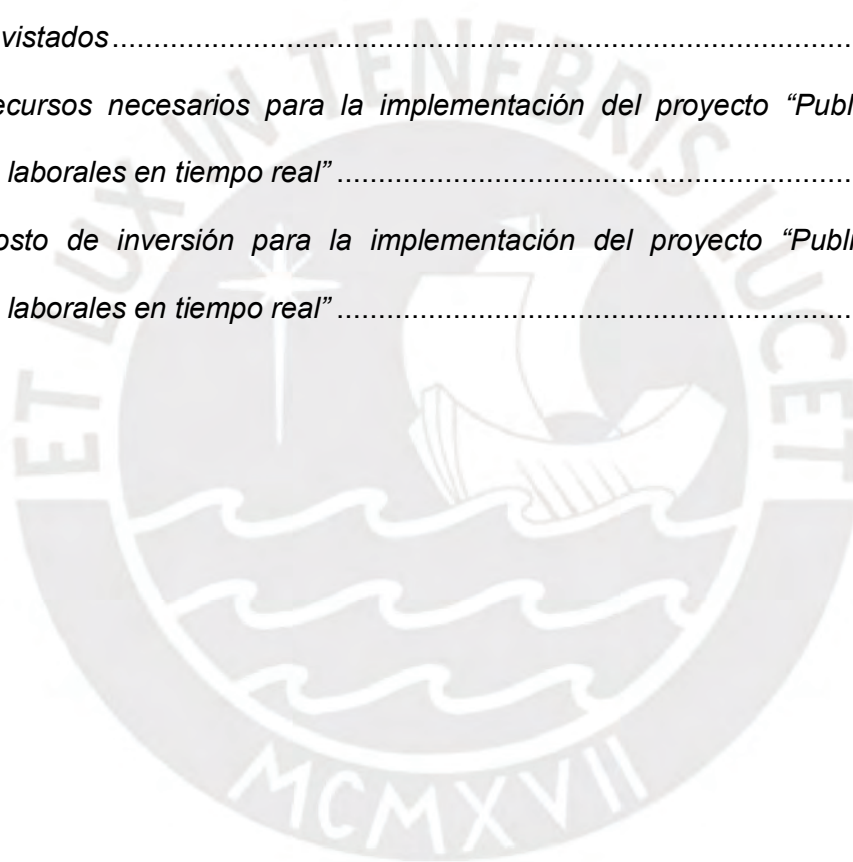 vistados..........................................................................................
ecursos necesarios para la implementación del proyecto “Publ
laborales en tiempo real” ..............................................................
osto de inversión para la implementación del proyecto “Publ
laborales en tiempo real” ..............................................................
ET LUX IN TENEBRIS LUCET
MCMXVII